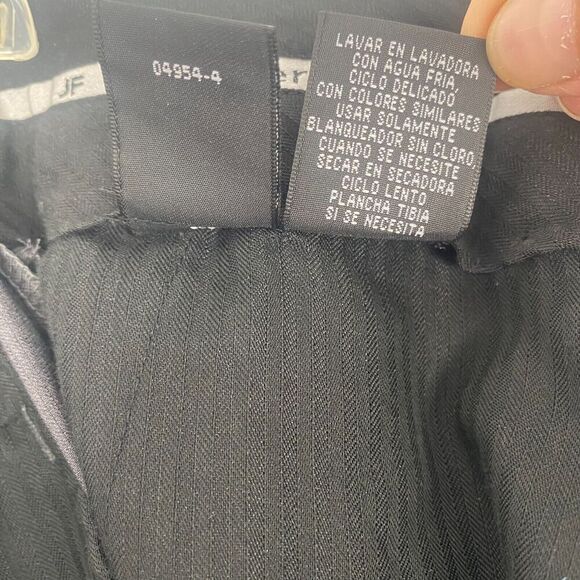 04954-4
JF
LAVAR EN LAVADORA
CON AGUA FRIA,
CICLO DELICADO
CON COLORES SIMILARES
USAR SOLAMENTE
BLANQUEADOR SIN CLORO,
CUANDO SE NECESITE
SECAR EN SECADORA
CICLO LENTO
PLANCHA TIBIA
SI SE NECESITA